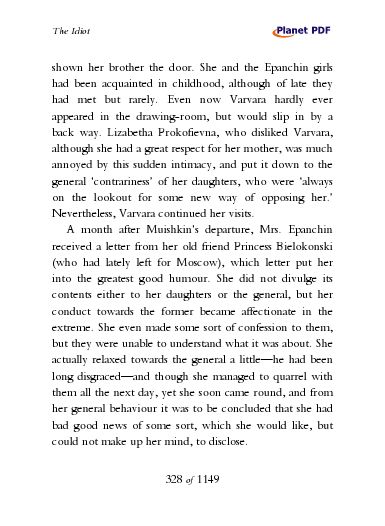 The Idiot
Planet PDF
shown her brother the door. She and the Epanchin girls
had been acquainted in childhood, although of late they
had met but rarely. Even now Varvara hardly ever
appeared in the drawing-room, but would slip in by a
back way. Lizabetha Prokofievna, who disliked Varvara,
although she had a great respect for her mother, was much
annoyed by this sudden intimacy, and put it down to the
general ‘contrariness’ of her daughters, who were ‘always
on the lookout for some new way of opposing her.’
Nevertheless, Varvara continued her visits.
A month after Muishkin’s departure, Mrs. Epanchin
received a letter from her old friend Princess Bielokonski
(who had lately left for Moscow), which letter put her
into the greatest good humour. She did not divulge its
contents either to her daughters or the general, but her
conduct towards the former became affectionate in the
extreme. She even made some sort of confession to them,
but they were unable to understand what it was about. She
actually relaxed towards the general a little—he had been
long disgraced—and though she managed to quarrel with
them all the next day, yet she soon came round, and from
her general behaviour it was to be concluded that she had
had good news of some sort, which she would like, but
could not make up her mind, to disclose.
328 of 1149